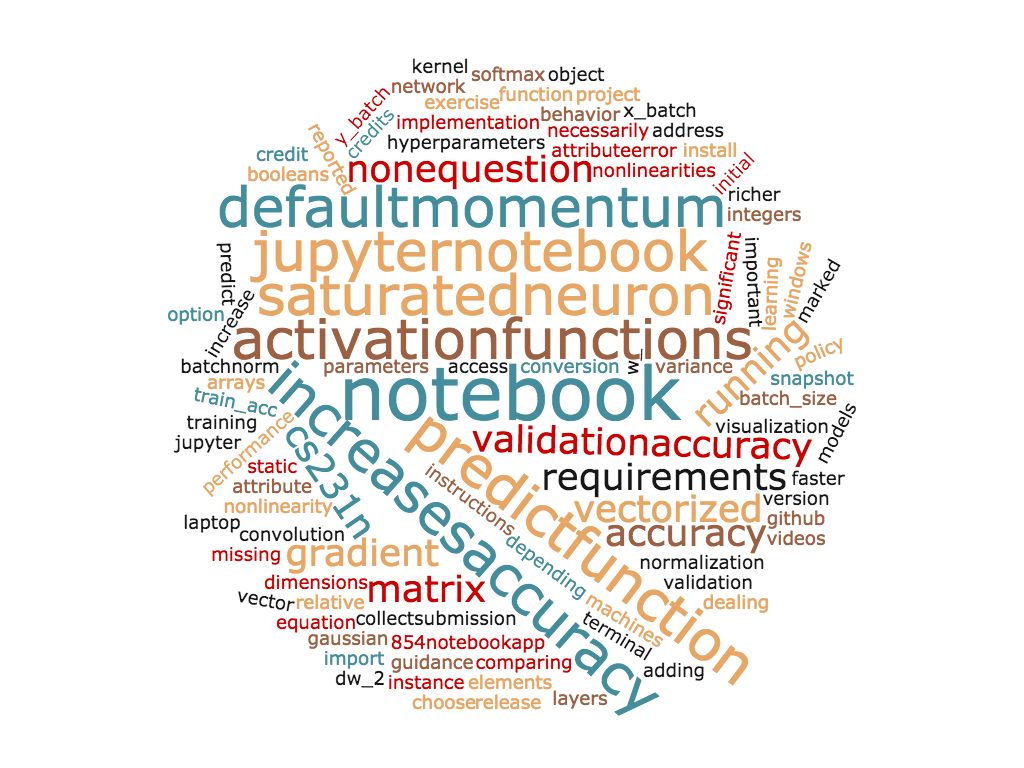 kernel
softmax
object
network
function
project
exercise
y_batch
behavior
x_batch
implementation
credits
necessarily
address
hyperparameters
reported
attributeerror
install
credit
nonequestion
nonlinearities
booleans
initial
richer
defaultmomentum
integers
jupyternotebook
predict
significant
important
learning
windows
marked
saturatedneuron
option
increase
activationfunctions
running
policy
batchnorm
parameters
access
conversion
variance
snapshot
arrays
increasesaccuracy
notebook
batch_size
train_acc
training
cs231n
predictfunction
validationaccuracy
visualization
models
jupyter
performance
static
instructions
requirements
faster
attribute
version
nonlinearity
vectorized
github
laptop
convolution
accuracy
videos
missing
gradient
depending
normalization
dimensions
matrix
validation
vector
relative
machines
dealing
equation
collectsubmission
terminal
gaussian
854notebookapp
import
guidance
comparing
adding
dw_2
instance
elements
chooserelease
layers